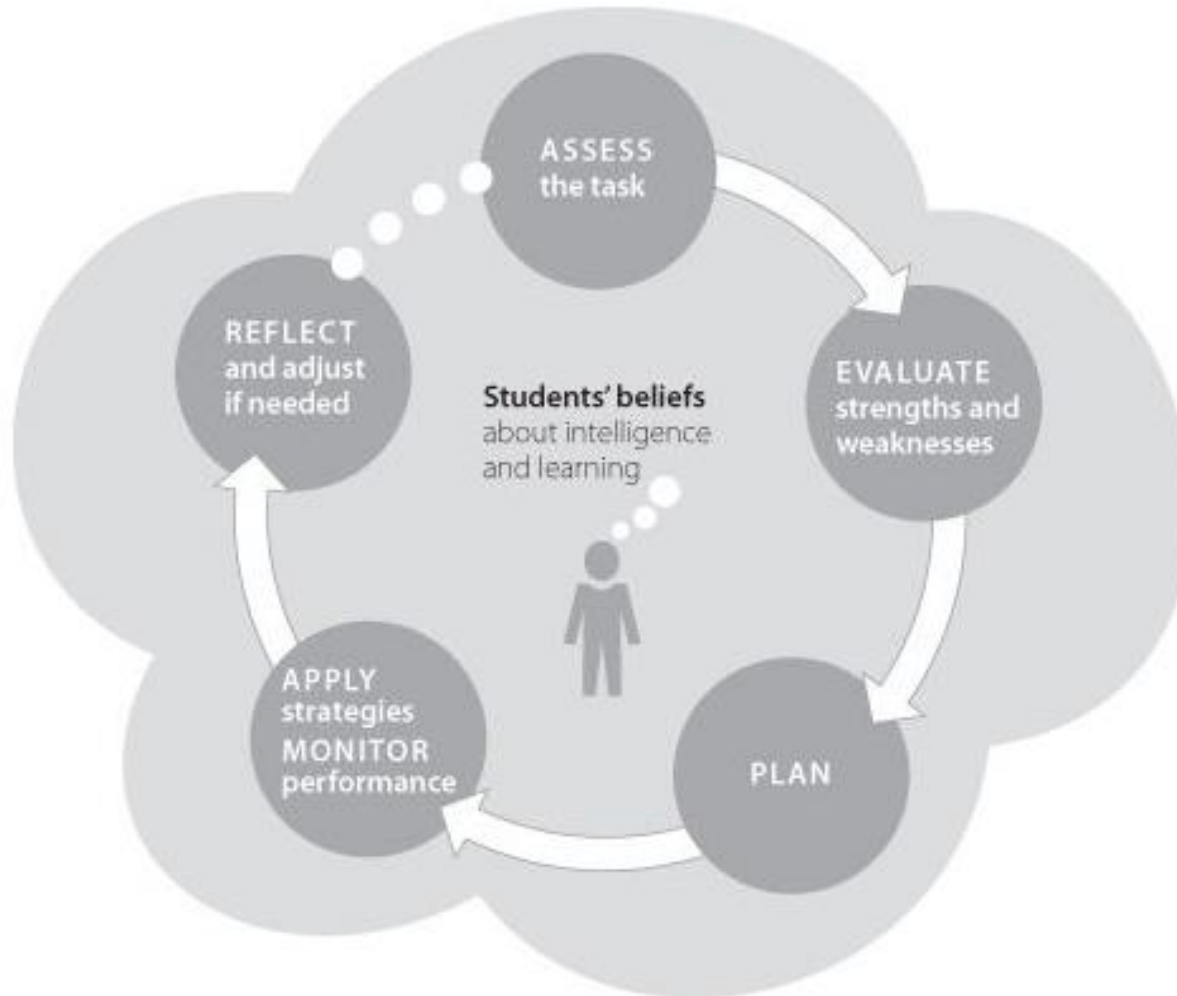 ASSESS
the task
EVALUATE
strengths and
weaknesses
PLAN
APPLY
strategies
MONITOR
performance
REFLECT
and adjust
if needed
Students’ beliefs
about intelligence
and learning